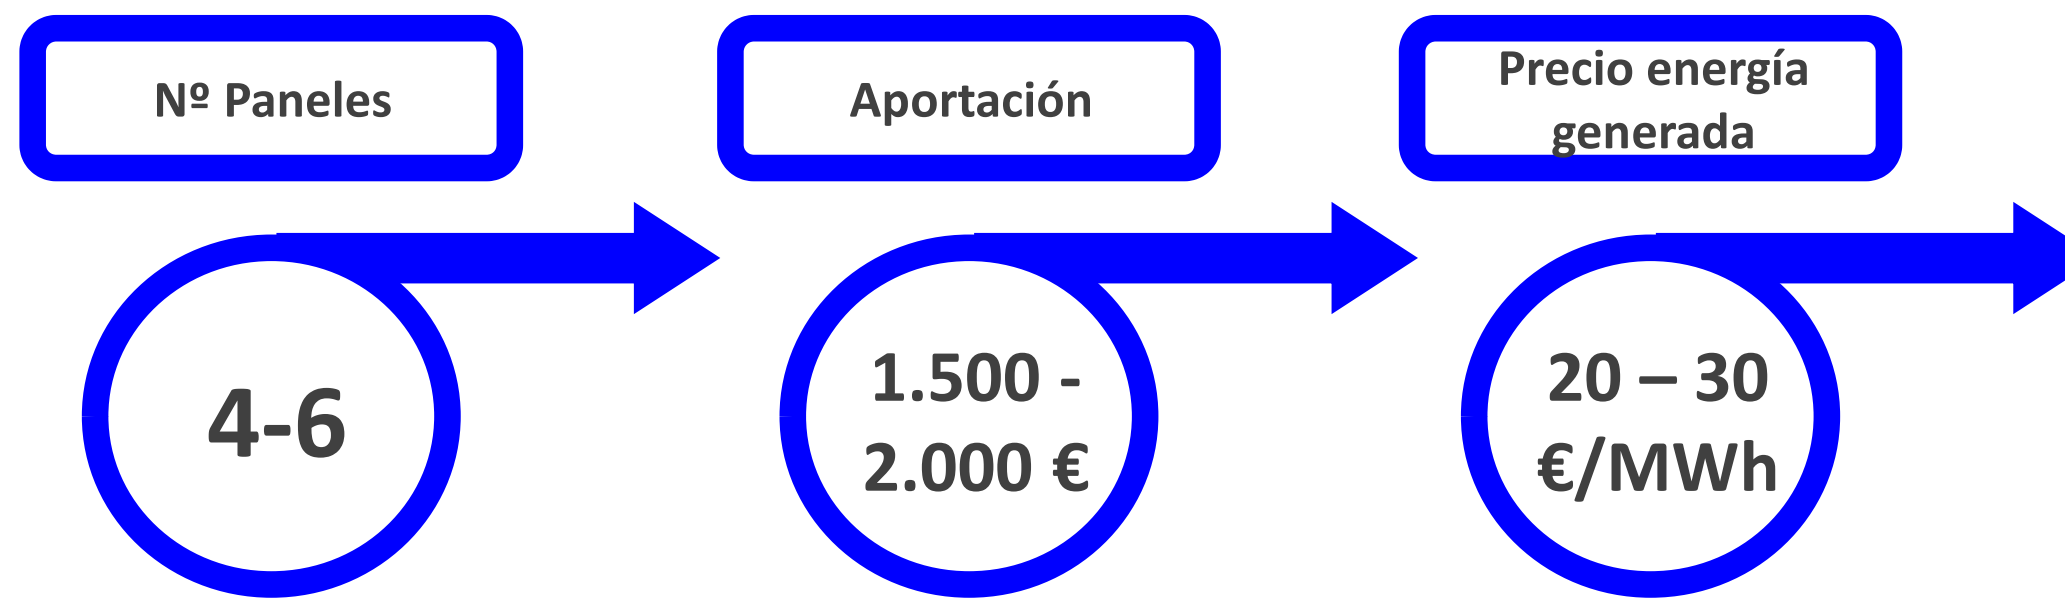 Nº Paneles
Aportación
Precio energía
generada
4-6
1.500 -
2.000 €
20 – 30
€/MWh